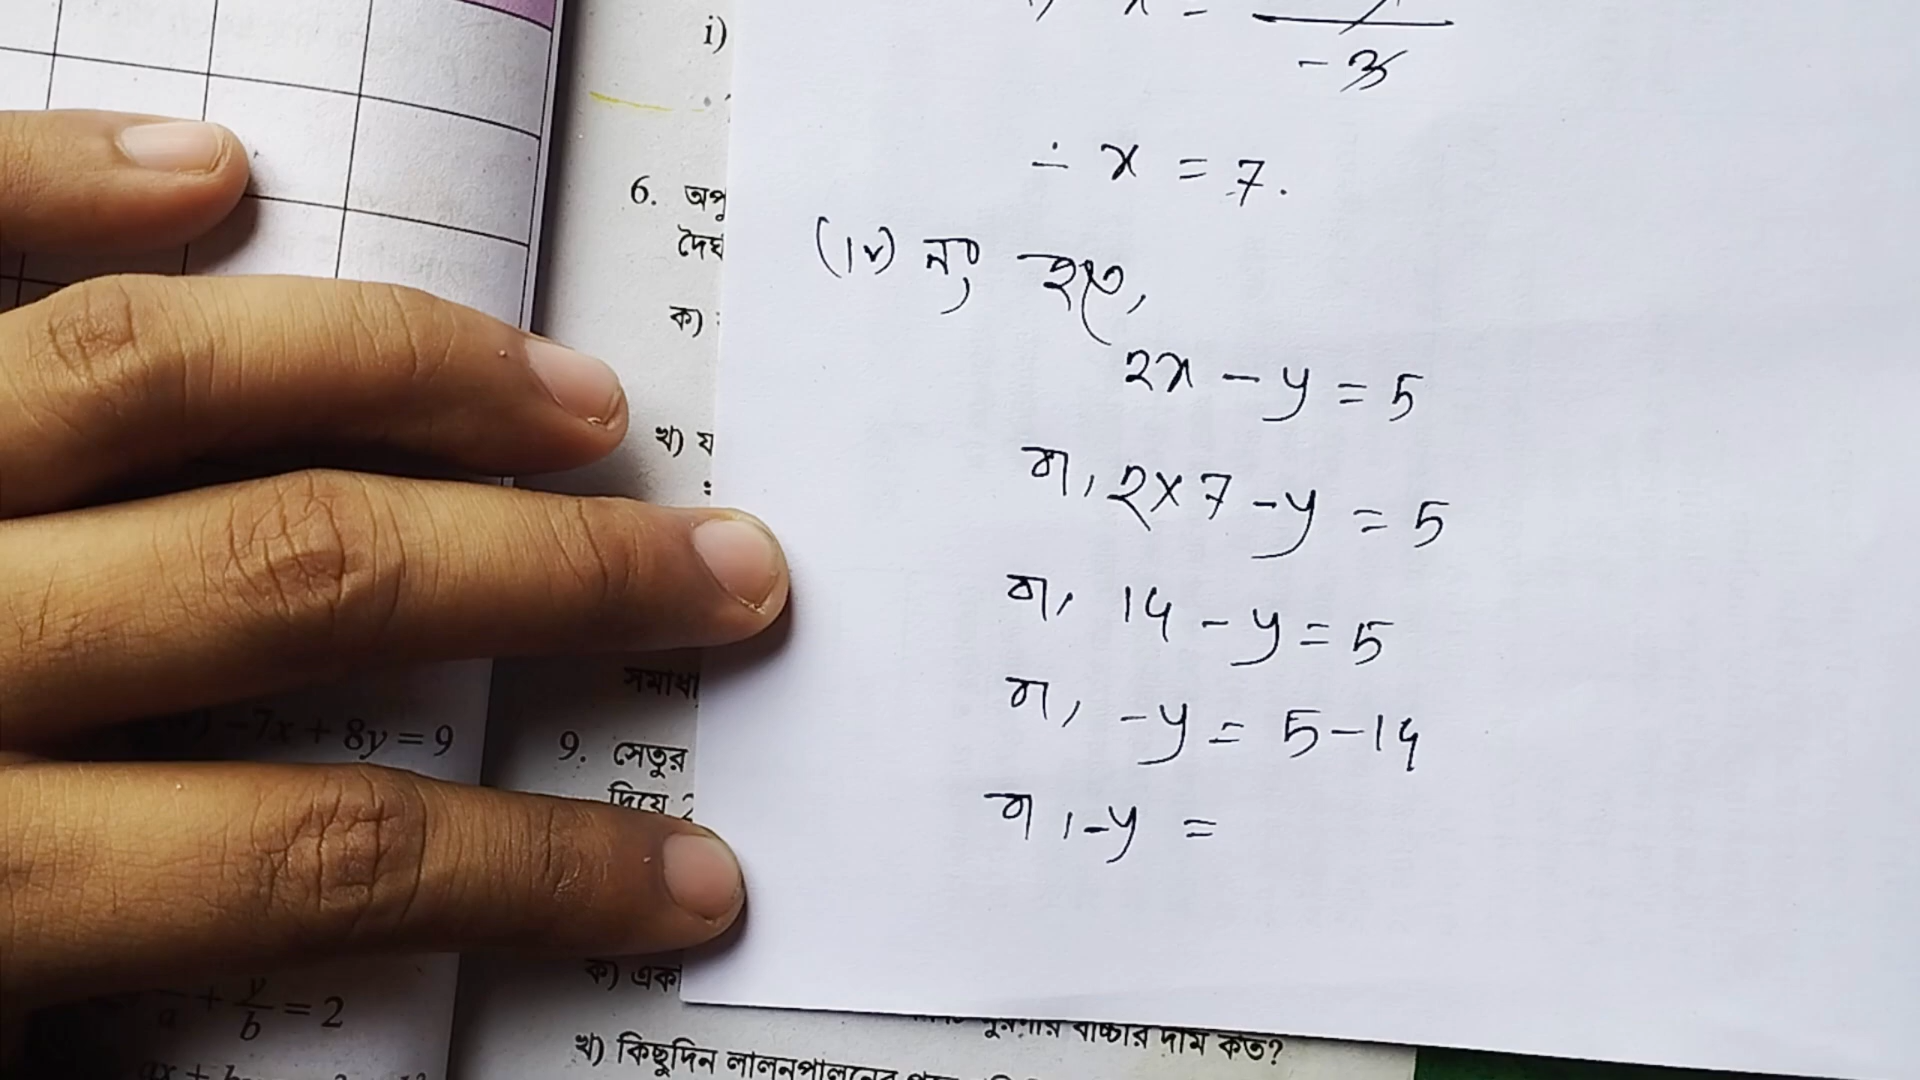 i)
6. অপূ
দৈর্ঘ
ক)
খ) য
সমাধা
-7x + 8y = 9
9. সেতুর
দিয়ে 2
ক) এক
+ y/b = 2
খ) কিছুদিন লালনপালনের
বাচ্চার দাম কত?
x =
-3
∴ x = 7.
(iv) নং হতে,
2x - y = 5
বা, 2×7 - y = 5
বা, 14 - y = 5
বা, -y = 5-14
বা, -y =